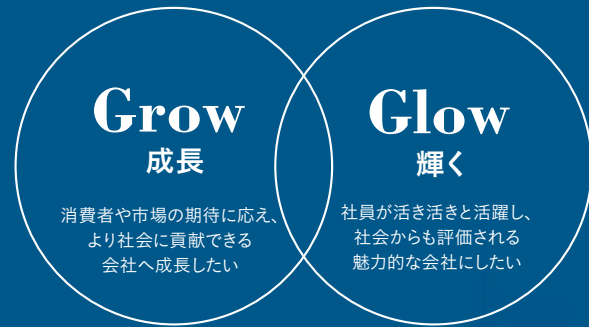 Grow
成長
消費者や市場の期待に応え、
より社会に貢献できる
会社へ成長したい
Glow
輝く
社員が活き活きと活躍し、
社会からも評価される
魅力的な会社にしたい